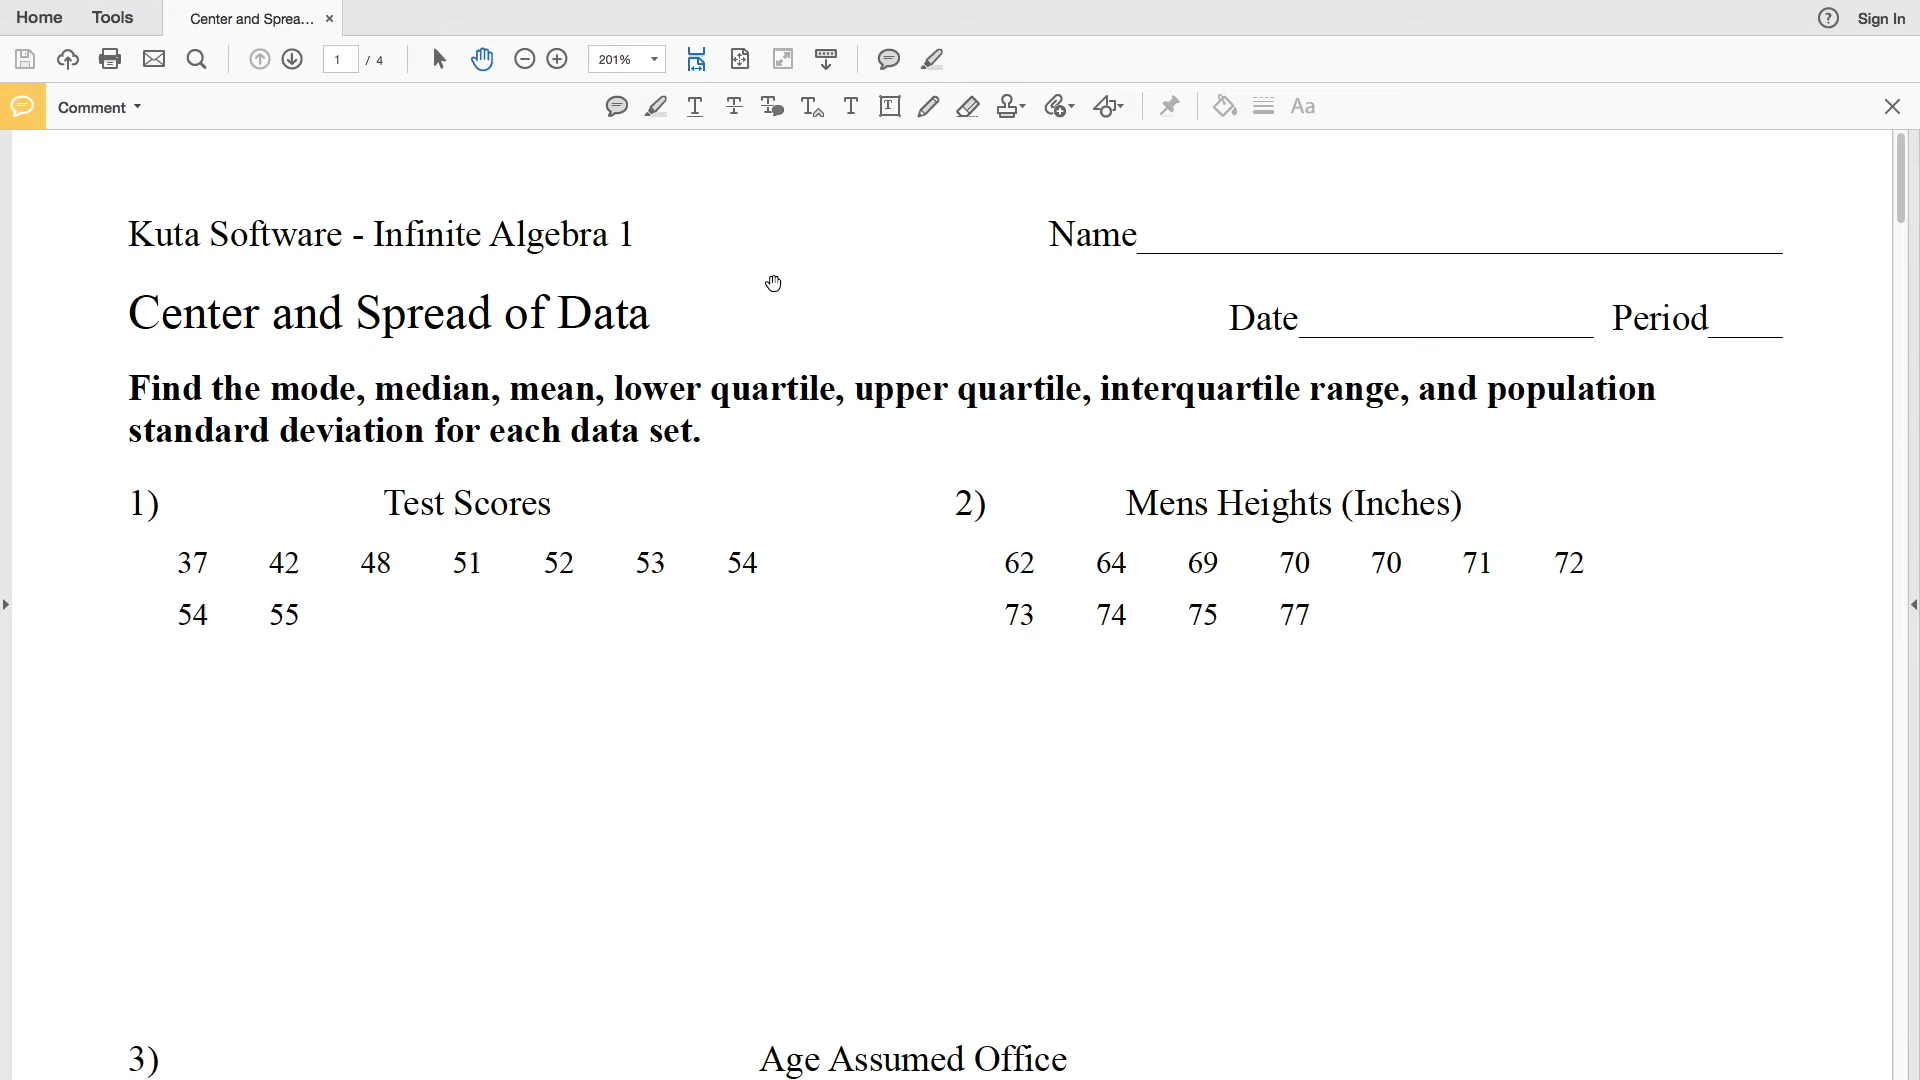 Home Tools Center and Sprea... × ? Sign In
1 / 4 201%
Comment T T T T T T Aa
Kuta Software - Infinite Algebra 1 Name
Center and Spread of Data Date Period
Find the mode, median, mean, lower quartile, upper quartile, interquartile range, and population
standard deviation for each data set.
1) Test Scores
37 42 48 51 52 53 54
54 55
2) Mens Heights (Inches)
62 64 69 70 70 71 72
73 74 75 77
3) Age Assumed Office